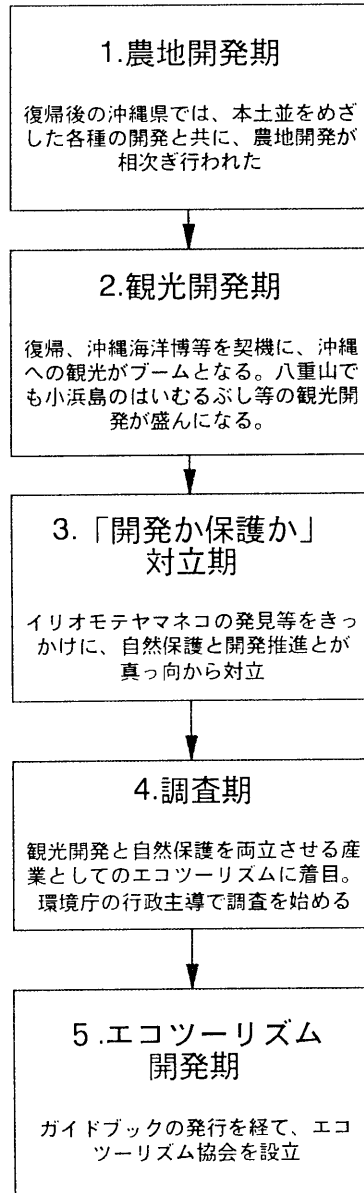 1.農地開発期
復帰後の沖縄県では、本土並をめざ
した各種の開発と共に、農地開発が
相次ぎ行われた
2.観光開発期
復帰、沖縄海洋博等を契機に、沖縄
への観光がブームとなる。八重山で
も小浜島のはいむるぶし等の観光開
発が盛んになる。
3.「開発か保護か」
対立期
イリオモテヤマネコの発見等をきっ
かけに、自然保護と開発推進とが
真っ向から対立
4.調査期
観光開発と自然保護を両立させる産
業としてのエコツーリズムに着目。
環境庁の行政主導で調査を始める
5.エコツーリズム
開発期
ガイドブックの発行を経て、エコ
ツーリズム協会を設立